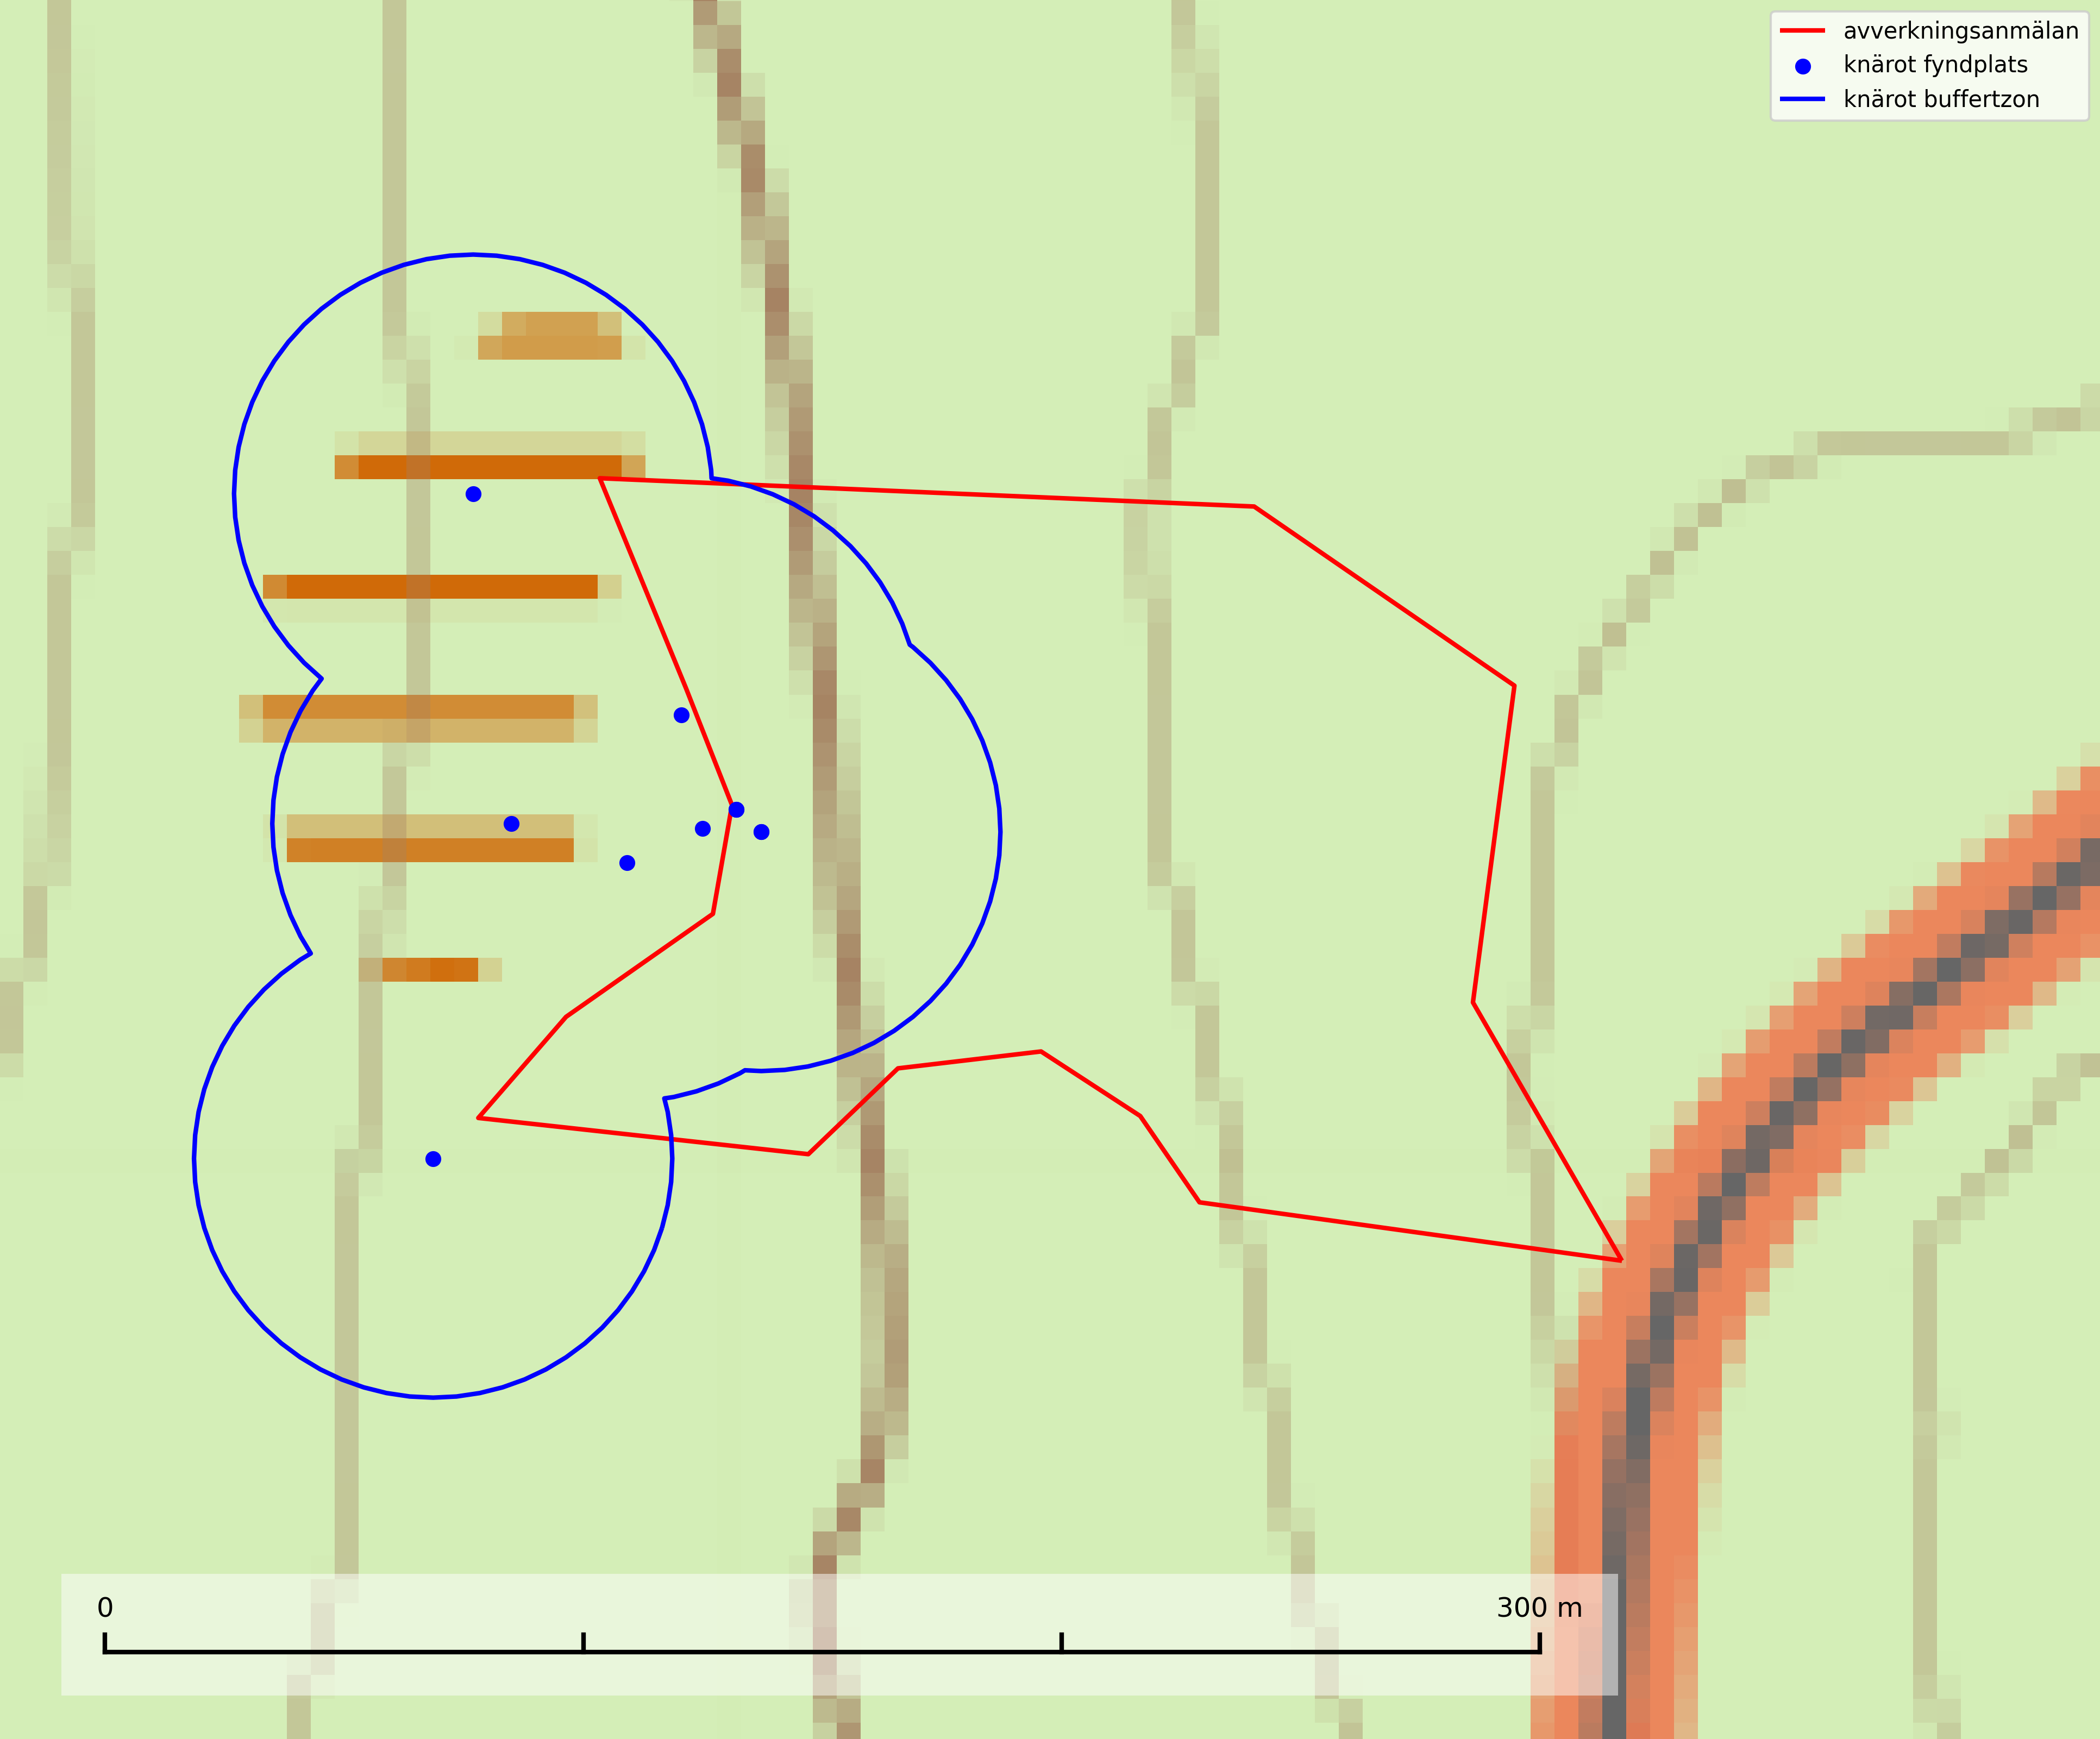 avverkningsanmälan
knärot fyndplats
knärot buffertzon
0
300 m